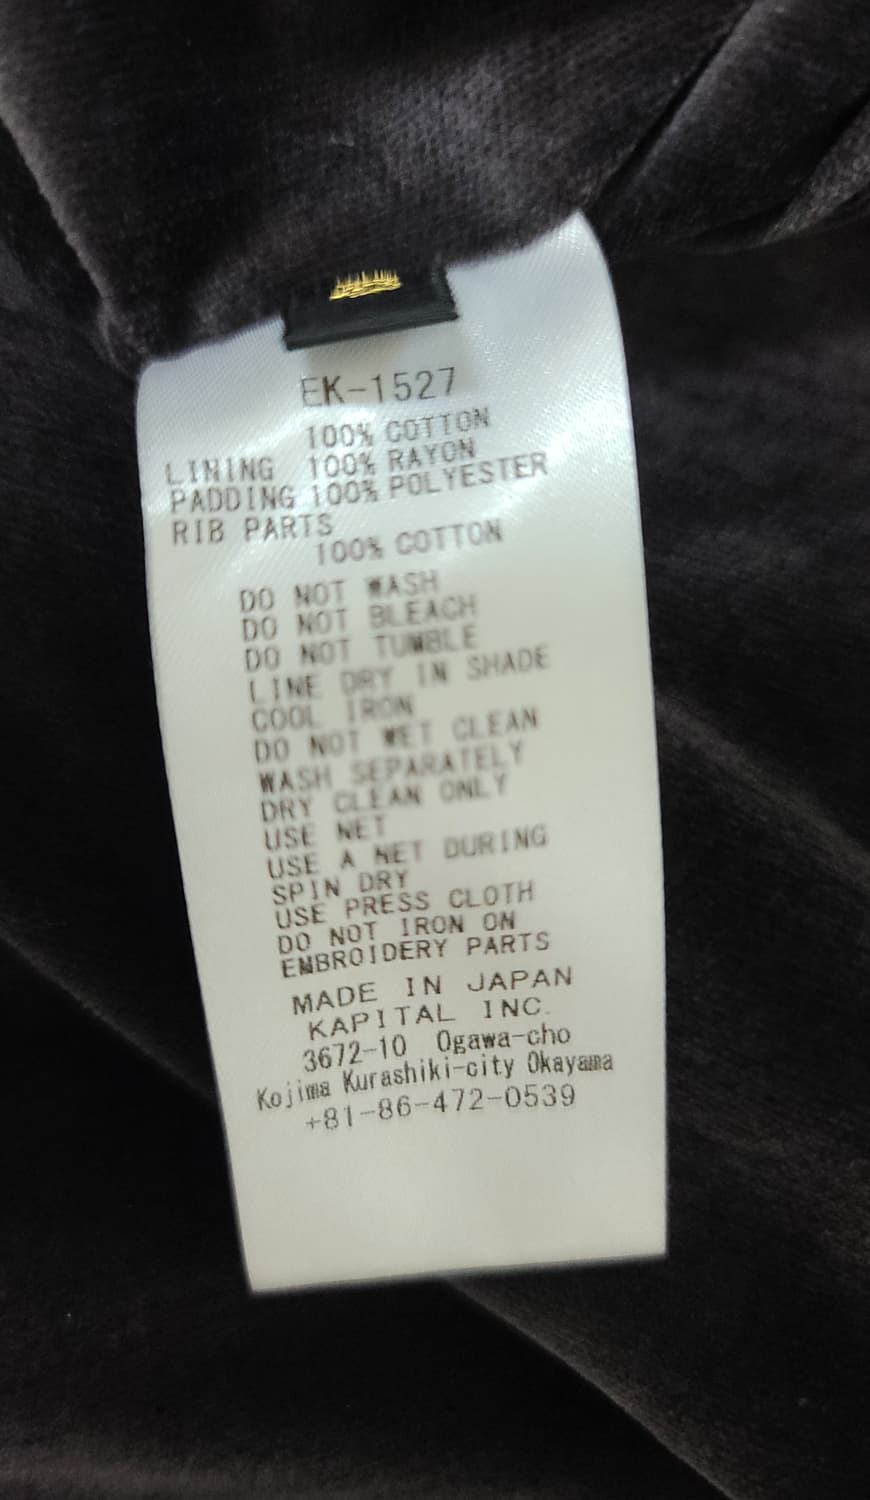 EK-1527
100% COTTON
LINING 100% RAYON
PADDING 100% POLYESTER
RIB PARTS
100% COTTON
DO NOT WASH
DO NOT BLEACH
DO NOT TUMBLE
LINE DRY IN SHADE
COOL IRON
DO NOT WET CLEAN
WASH SEPARATELY
DRY CLEAN ONLY
USE NET
USE A NET DURING
SPIN DRY
USE PRESS CLOTH
DO NOT IRON ON
EMBROIDERY PARTS
MADE IN JAPAN
KAPITAL INC.
3672-10 Ogawa-cho
Kojima Kurashiki-city Okayama
+81-86-472-0539